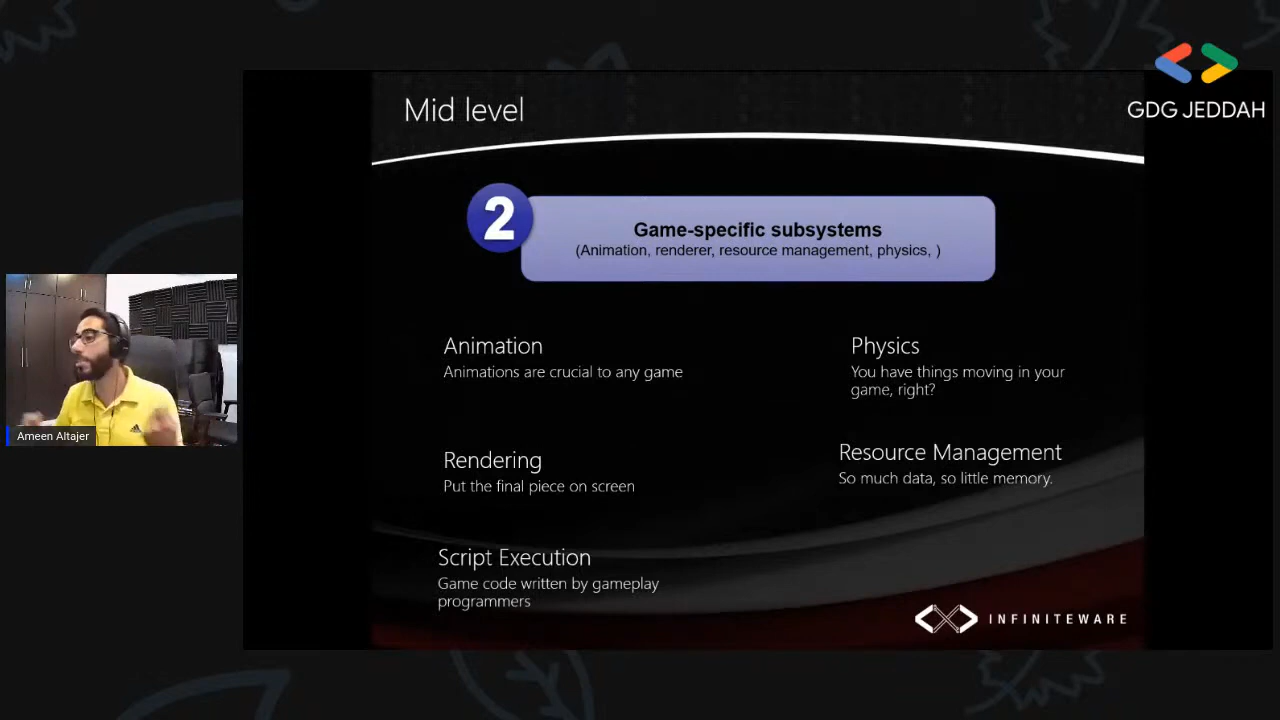 GDG JEDDAH
Mid level
2
Game-specific subsystems
(Animation, renderer, resource management, physics, )
Animation
Animations are crucial to any game
Physics
You have things moving in your
game, right?
Rendering
Put the final piece on screen
Resource Management
So much data, so little memory.
Script Execution
Game code written by gameplay
programmers
INFINITEWARE
Ameen Altajer